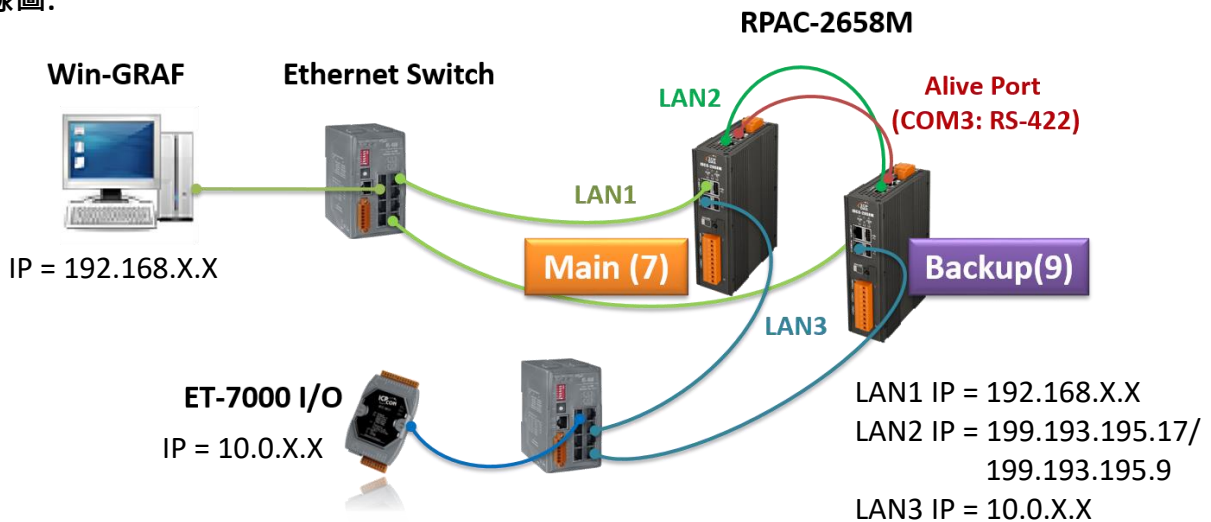 線圖:
RPAC-2658M
Win-GRAF
Ethernet Switch
LAN2
Alive Port
(COM3: RS-422)
LAN1
IP = 192.168.X.X
Main (7)
Backup(9)
LAN3
ET-7000 I/O
IP = 10.0.X.X
LAN1 IP = 192.168.X.X
LAN2 IP = 199.193.195.17/
199.193.195.9
LAN3 IP = 10.0.X.X